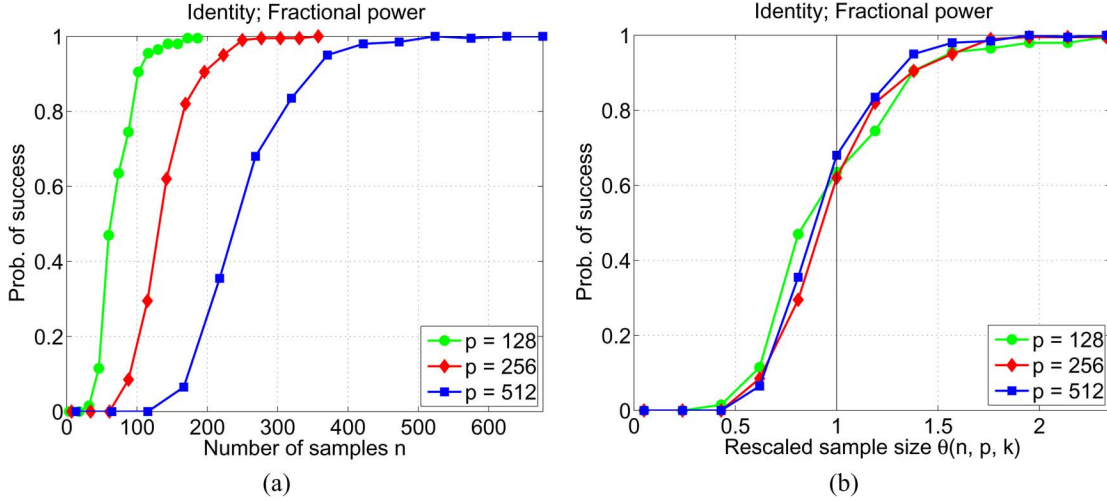 Identity; Fractional power
1
0.8
0.6
0.4
0.2
0
Prob. of success
0 100 200 300 400 500 600
Number of samples n
p = 128
p = 256
p = 512
(a)
Identity; Fractional power
1
0.8
0.6
0.4
0.2
0
Prob. of success
0.5 1 1.5 2
Rescaled sample size θ(n, p, k)
p = 128
p = 256
p = 512
(b)